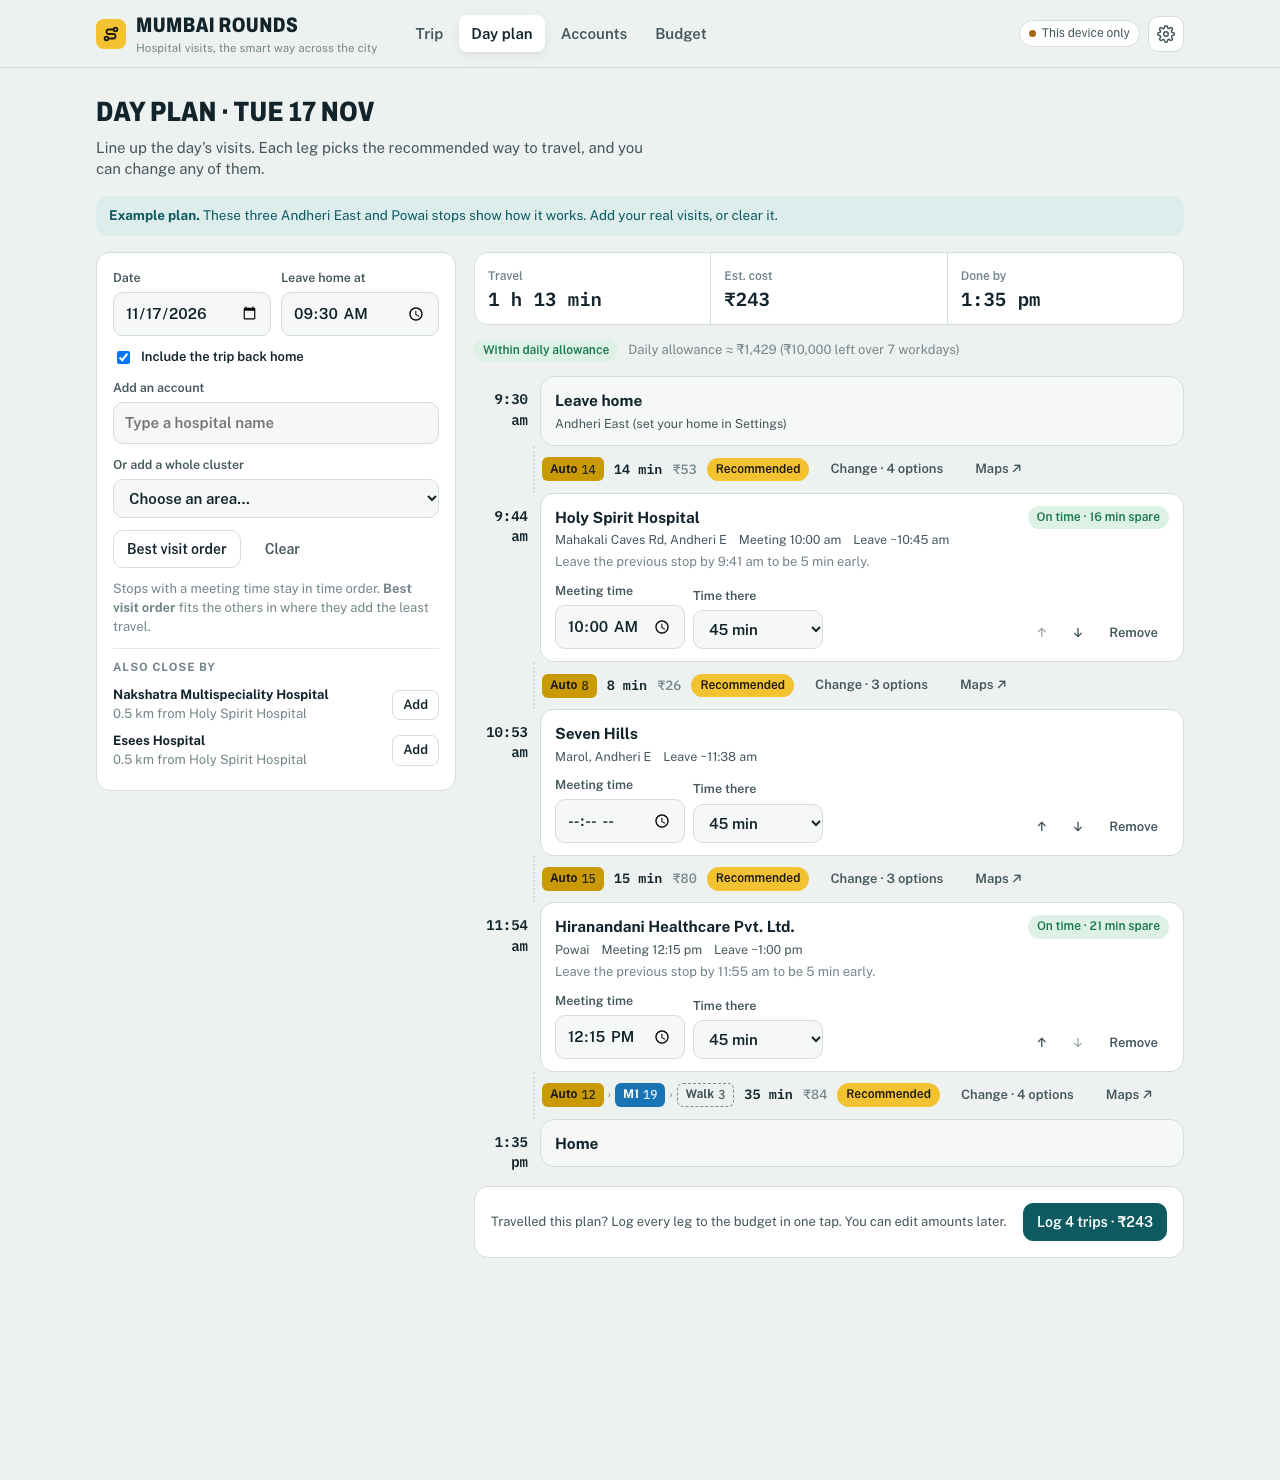 MUMBAI ROUNDS
Hospital visits, the smart way across the city
Trip
Day plan
Accounts
Budget
This device only
DAY PLAN · TUE 17 NOV
Line up the day's visits. Each leg picks the recommended way to travel, and you
can change any of them.
Example plan. These three Andheri East and Powai stops show how it works. Add your real visits, or clear it.
Date
Leave home at
11/17/2026
09:30 AM
Include the trip back home
Add an account
Type a hospital name
Or add a whole cluster
Choose an area...
Best visit order
Clear
Stops with a meeting time stay in time order. Best
visit order fits the others in where they add the least
travel.
ALSO CLOSE BY
Nakshatra Multispeciality Hospital
0.5 km from Holy Spirit Hospital
Add
Esees Hospital
0.5 km from Holy Spirit Hospital
Add
Travel
1 h 13 min
Est. cost
₹243
Done by
1:35 pm
Within daily allowance
Daily allowance ≈ ₹1,429 (₹10,000 left over 7 workdays)
9:30
am
Leave home
Andheri East (set your home in Settings)
Auto 14 14 min ₹53 Recommended Change · 4 options Maps ↗
9:44
am
Holy Spirit Hospital
On time · 16 min spare
Mahakali Caves Rd, Andheri E Meeting 10:00 am Leave ~10:45 am
Leave the previous stop by 9:41 am to be 5 min early.
Meeting time
Time there
10:00 AM
45 min
↑ ↓ Remove
Auto 8 8 min ₹26 Recommended Change · 3 options Maps ↗
10:53
am
Seven Hills
Marol, Andheri E Leave ~11:38 am
Meeting time
Time there
--:-- --
45 min
↑ ↓ Remove
Auto 15 15 min ₹80 Recommended Change · 3 options Maps ↗
11:54
am
Hiranandani Healthcare Pvt. Ltd.
On time · 21 min spare
Powai Meeting 12:15 pm Leave ~1:00 pm
Leave the previous stop by 11:55 am to be 5 min early.
Meeting time
Time there
12:15 PM
45 min
↑ ↓ Remove
Auto 12 › M1 19 › Walk 3 35 min ₹84 Recommended Change · 4 options Maps ↗
1:35
pm
Home
Travelled this plan? Log every leg to the budget in one tap. You can edit amounts later.
Log 4 trips · ₹243